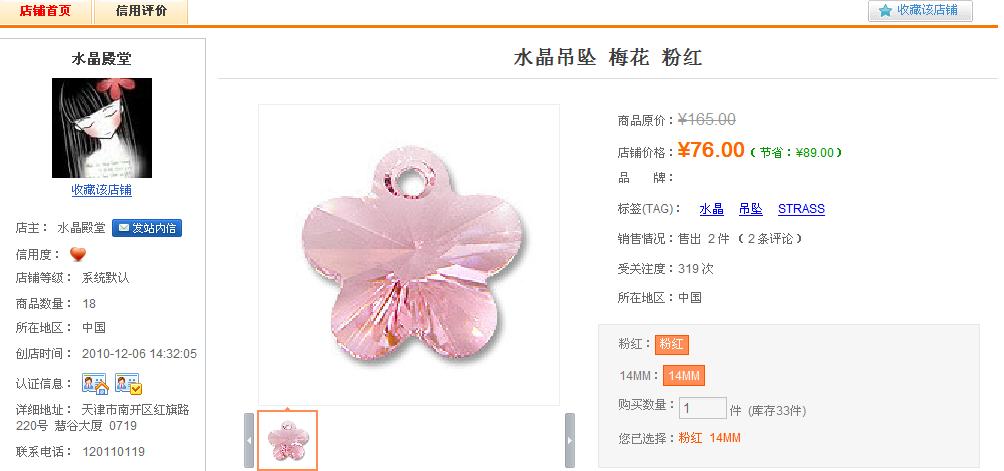 店铺首页
信用评价
收藏该店铺
水晶殿堂
收藏该店铺
店主： 水晶殿堂 发站内信
信用度：
店铺等级： 系统默认
商品数量： 18
所在地区： 中国
创店时间： 2010-12-06 14:32:05
认证信息：
详细地址： 天津市南开区红旗路
220号 慧谷大厦 0719
联系电话： 120110119
水晶吊坠 梅花 粉红
商品原价：¥165.00
店铺价格：¥76.00（节省：¥89.00）
品　　牌：
标签(TAG)： 水晶 吊坠 STRASS
销售情况：售出 2件 （2条评论）
受关注度：319次
所在地区：中国
粉红：粉红
14MM：14MM
购买数量：1 件 (库存33件)
您已选择：粉红 14MM